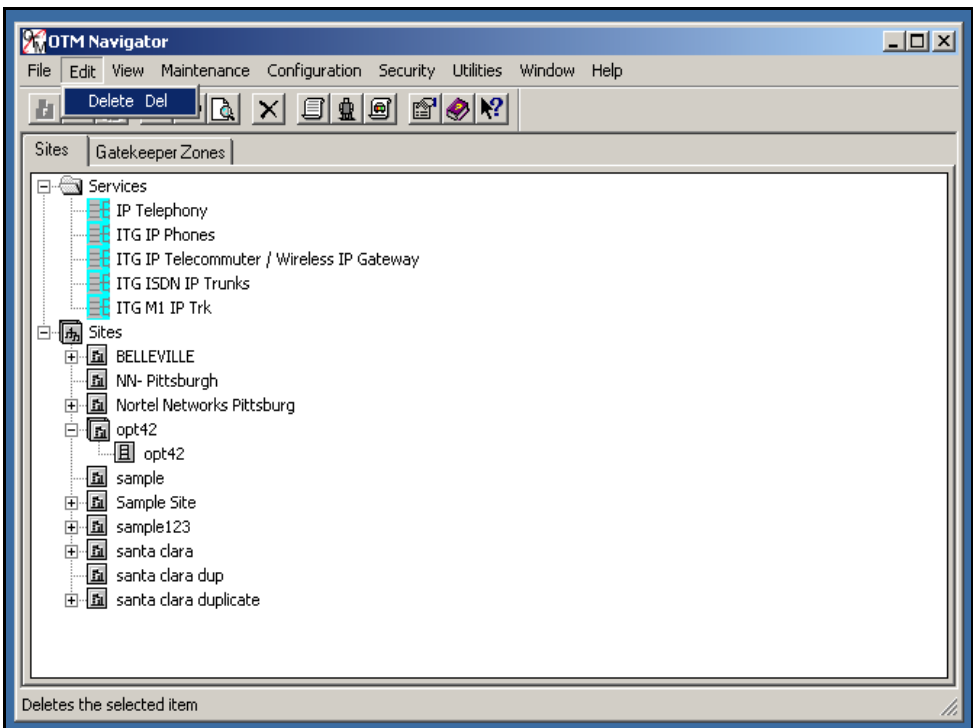 OTM Navigator
File Edit View Maintenance Configuration Security Utilities Window Help
Delete Del
Sites Gatekeeper Zones
Services
IP Telephony
ITG IP Phones
ITG IP Telecommuter / Wireless IP Gateway
ITG ISDN IP Trunks
ITG M1 IP Trk
Sites
BELLEVILLE
NN- Pittsburgh
Nortel Networks Pittsburg
opt42
opt42
sample
Sample Site
sample123
santa clara
santa clara dup
santa clara duplicate
Deletes the selected item